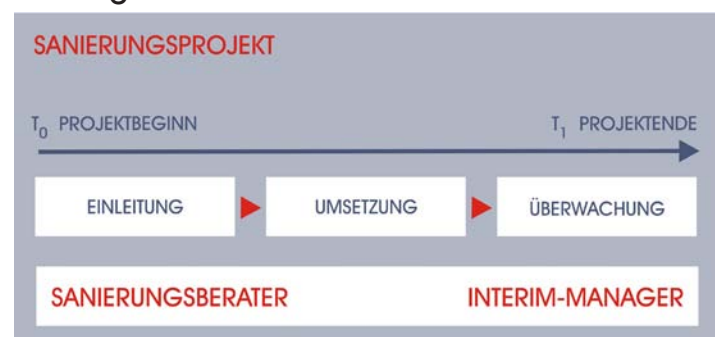 SANIERUNGSPROJEKT
T0 PROJEKTBEGINN T1 PROJEKTENDE
EINLEITUNG UMSETZUNG ÜBERWACHUNG
SANIERUNGSBERATER INTERIM-MANAGER